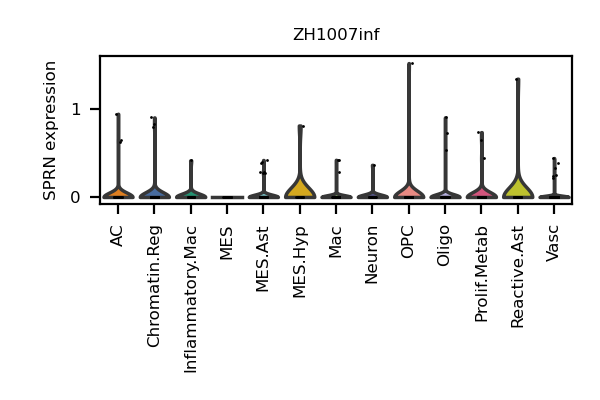 ZH1007inf
SPRN expression
1
0
AC
Chromatin.Reg
Inflammatory.Mac
MES
MES.Ast
MES.Hyp
Mac
Neuron
OPC
Oligo
Prolif.Metab
Reactive.Ast
Vasc